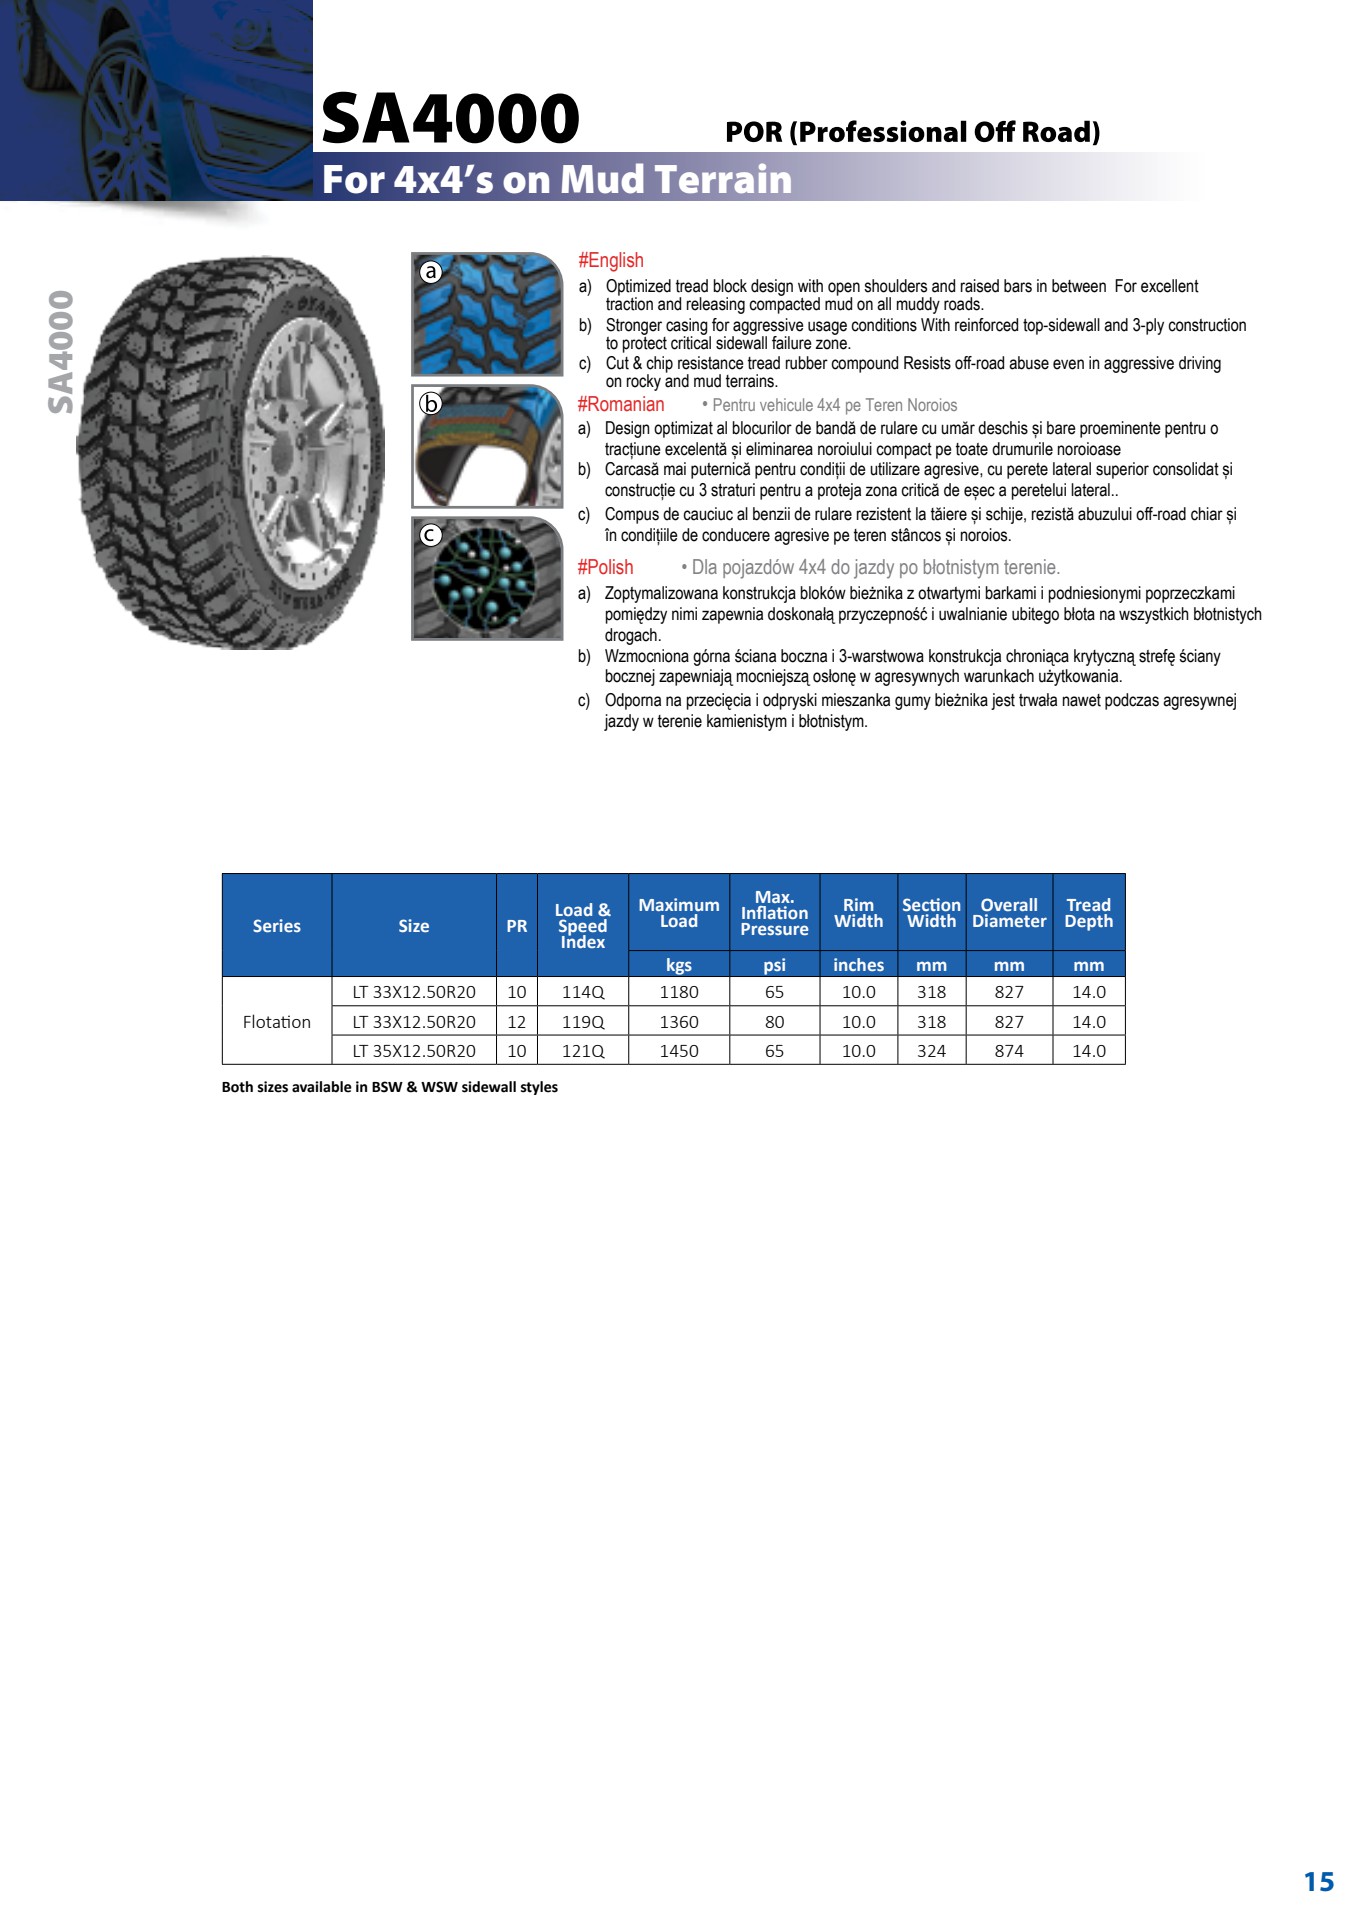 SA4000
POR (Professional Off Road)
For 4x4’s on Mud Terrain
SA4000
a
b
c
#English
a) Optimized tread block design with open shoulders and raised bars in between For excellent
traction and releasing compacted mud on all muddy roads.
b) Stronger casing for aggressive usage conditions With reinforced top-sidewall and 3-ply construction
to protect critical sidewall failure zone.
c) Cut & chip resistance tread rubber compound Resists off-road abuse even in aggressive driving
on rocky and mud terrains.
#Romanian • Pentru vehicule 4x4 pe Teren Noroios
a) Design optimizat al blocurilor de bandă de rulare cu umăr deschis și bare proeminente pentru o
tracțiune excelentă și eliminarea noroiului compact pe toate drumurile noroioase
b) Carcasă mai puternică pentru condiții de utilizare agresive, cu perete lateral superior consolidat și
construcție cu 3 straturi pentru a proteja zona critică de eșec a peretelui lateral..
c) Compus de cauciuc al benzii de rulare rezistent la tăiere și schije, rezistă abuzului off-road chiar și
în condițiile de conducere agresive pe teren stâncos și noroios.
#Polish • Dla pojazdów 4x4 do jazdy po błotnistym terenie.
a) Zoptymalizowana konstrukcja bloków bieżnika z otwartymi barkami i podniesionymi poprzeczkami
pomiędzy nimi zapewnia doskonałą przyczepność i uwalnianie ubitego błota na wszystkich błotnistych
drogach.
b) Wzmocniona górna ściana boczna i 3-warstwowa konstrukcja chroniąca krytyczną strefę ściany
bocznej zapewniają mocniejszą osłonę w agresywnych warunkach użytkowania.
c) Odporna na przecięcia i odpryski mieszanka gumy bieżnika jest trwała nawet podczas agresywnej
jazdy w terenie kamienistym i błotnistym.
Series Size PR Load & Speed Index Maximum Load Max. Inflation Pressure Rim Width Section Width Overall Diameter Tread Depth
kgs psi inches mm mm mm
Flotation
LT 33X12.50R20 10 114Q 1180 65 10.0 318 827 14.0
LT 33X12.50R20 12 119Q 1360 80 10.0 318 827 14.0
LT 35X12.50R20 10 121Q 1450 65 10.0 324 874 14.0
Both sizes available in BSW & WSW sidewall styles
15